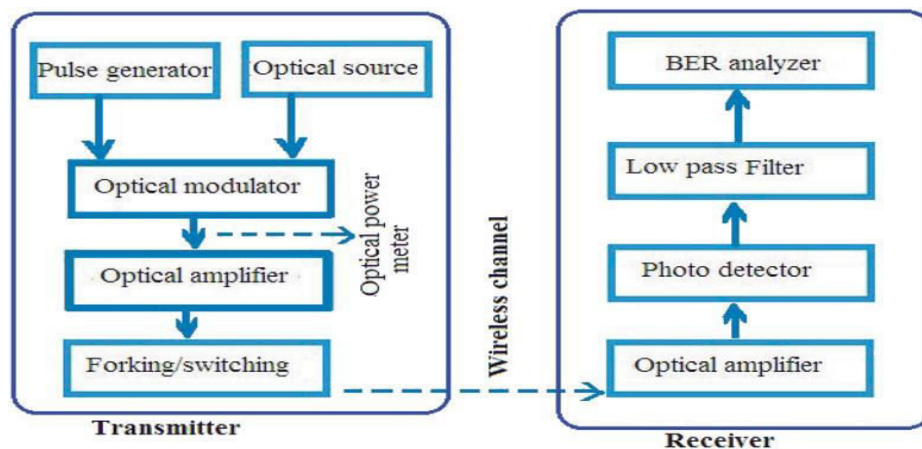 Pulse generator
Optical source
Optical modulator
Optical power
meter
Optical amplifier
Forking/switching
Transmitter
Wireless channel
BER analyzer
Low pass Filter
Photo detector
Optical amplifier
Receiver